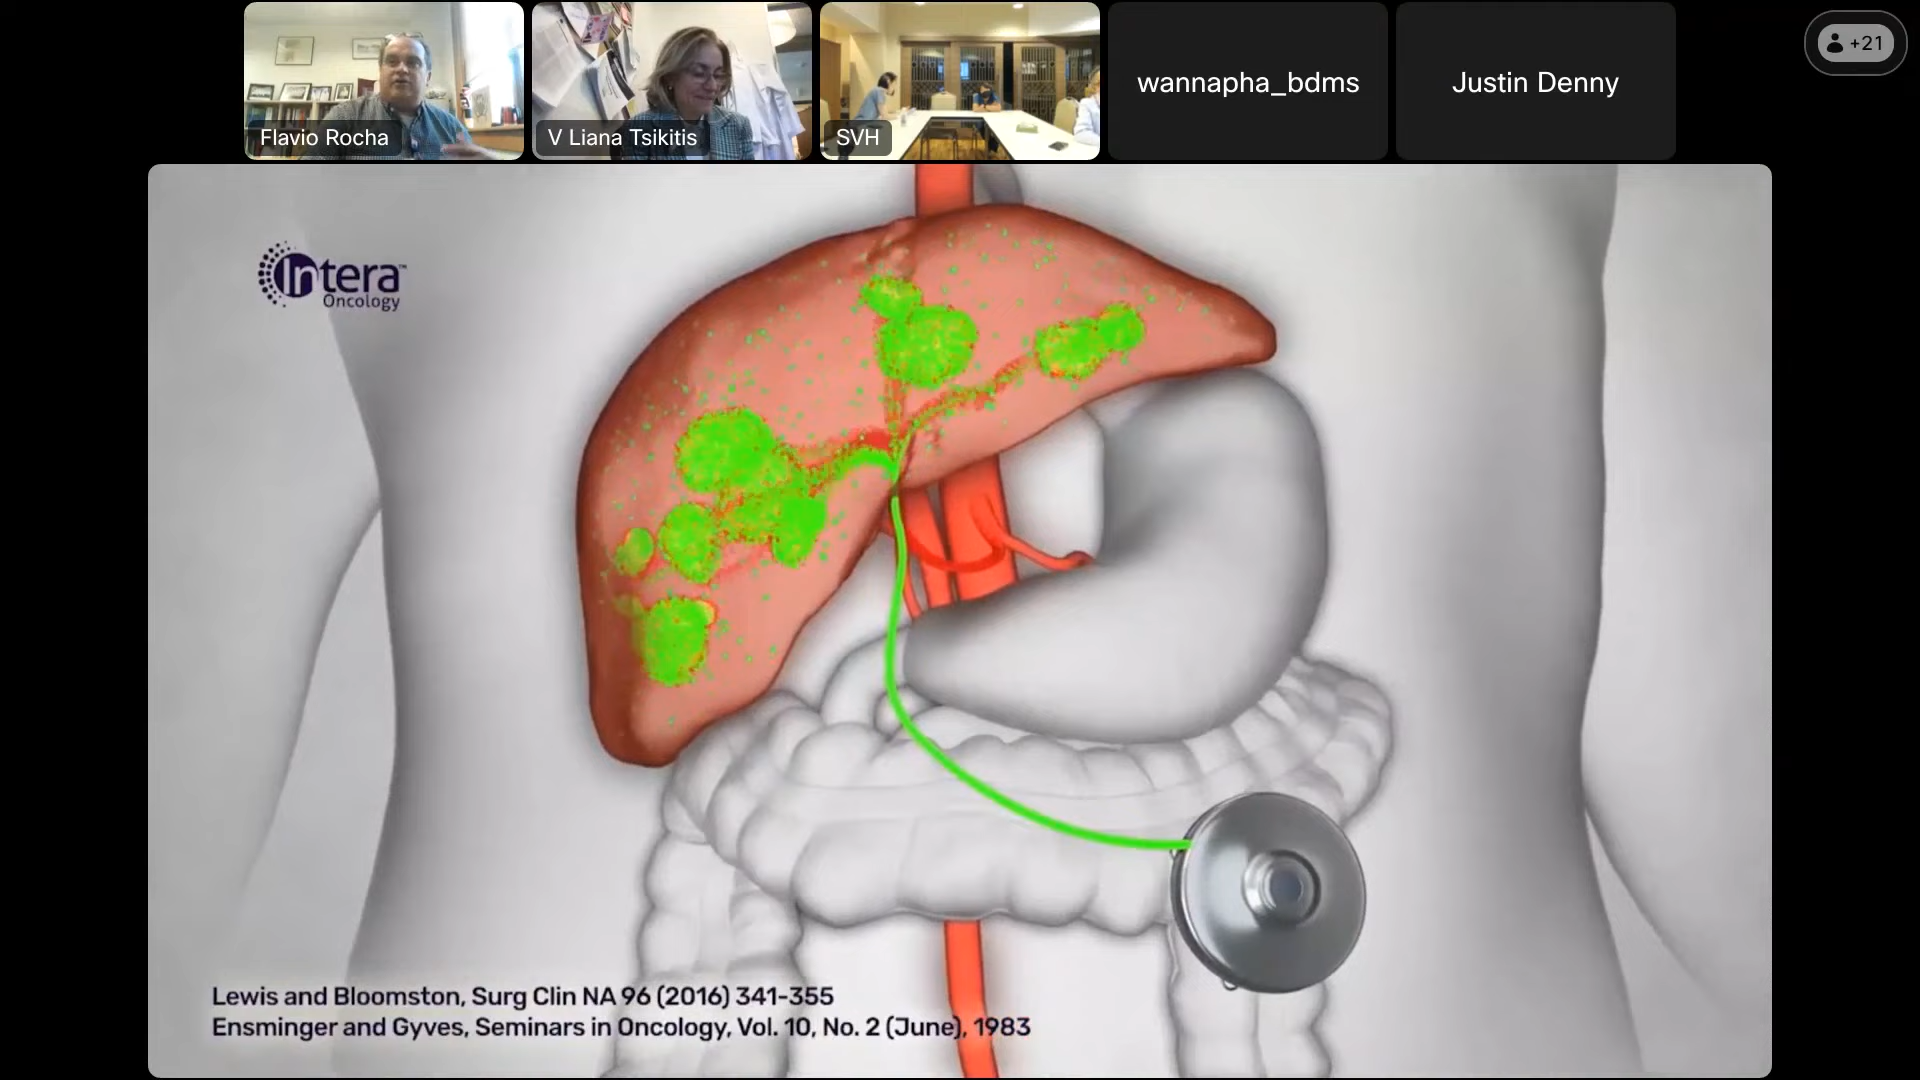 Flavio Rocha
V Liana Tsikitis
SVH
wannapha_bdms
Justin Denny
+21
Intera™
Oncology
Lewis and Bloomston, Surg Clin NA 96 (2016) 341-355
Ensminger and Gyves, Seminars in Oncology, Vol. 10, No. 2 (June), 1983